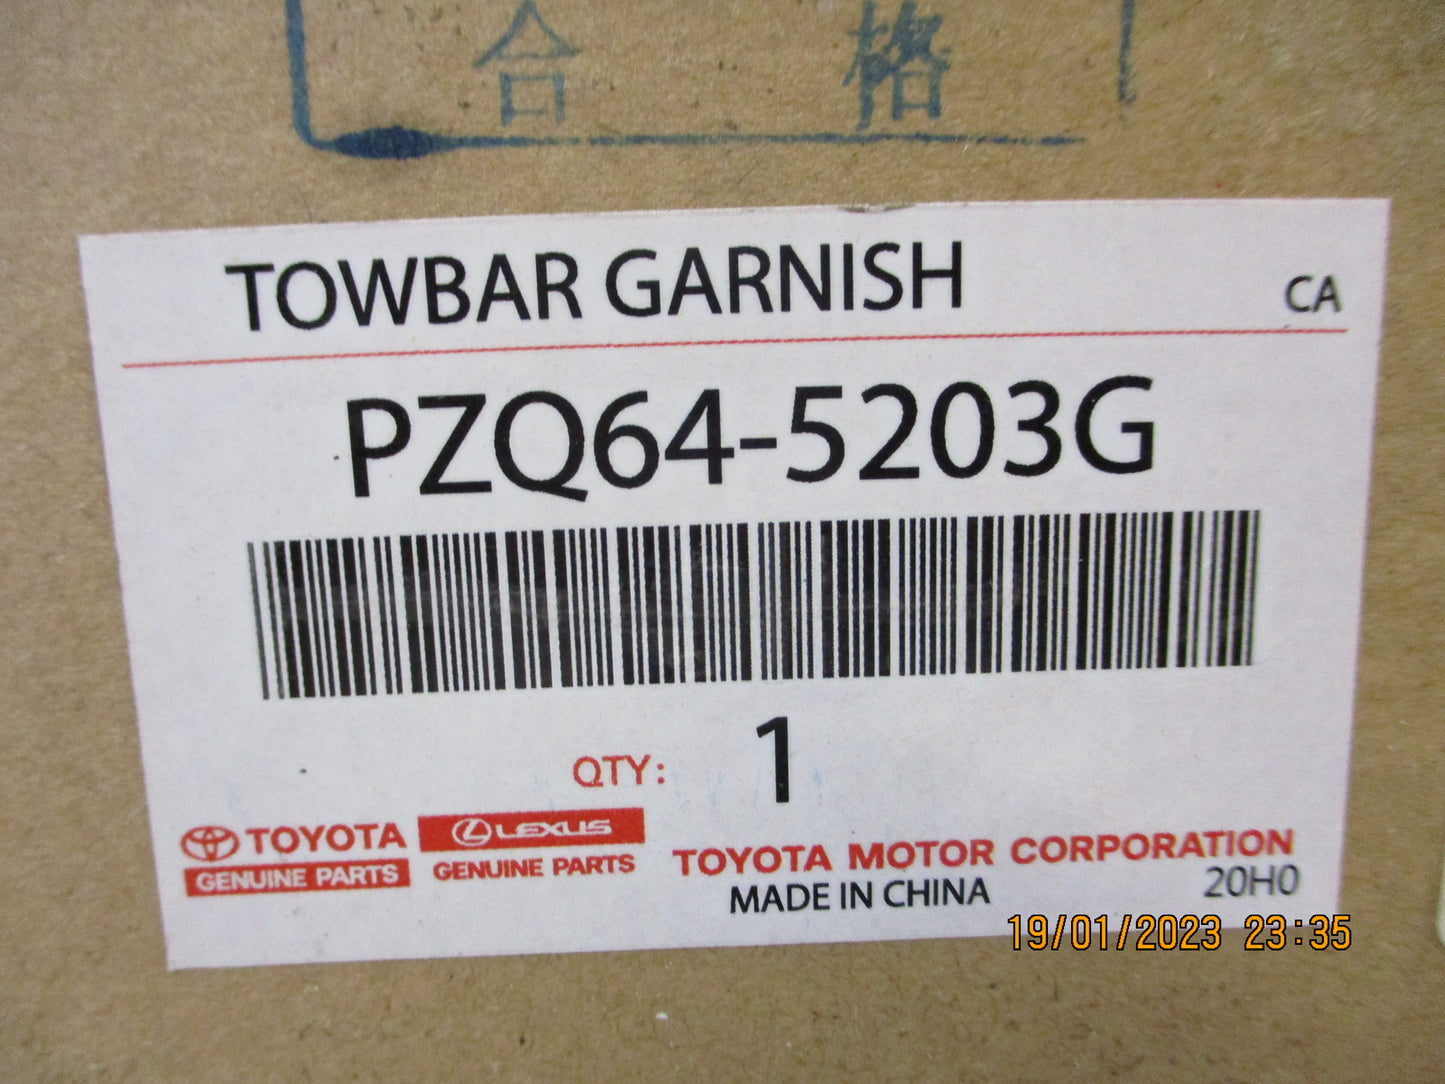 合 格
TOWBAR GARNISH
CA
PZQ64-5203G
QTY: 1
TOYOTA
GENUINE PARTS
LEXUS
GENUINE PARTS
TOYOTA MOTOR CORPORATION
MADE IN CHINA
20H0
19/01/2023 23:35